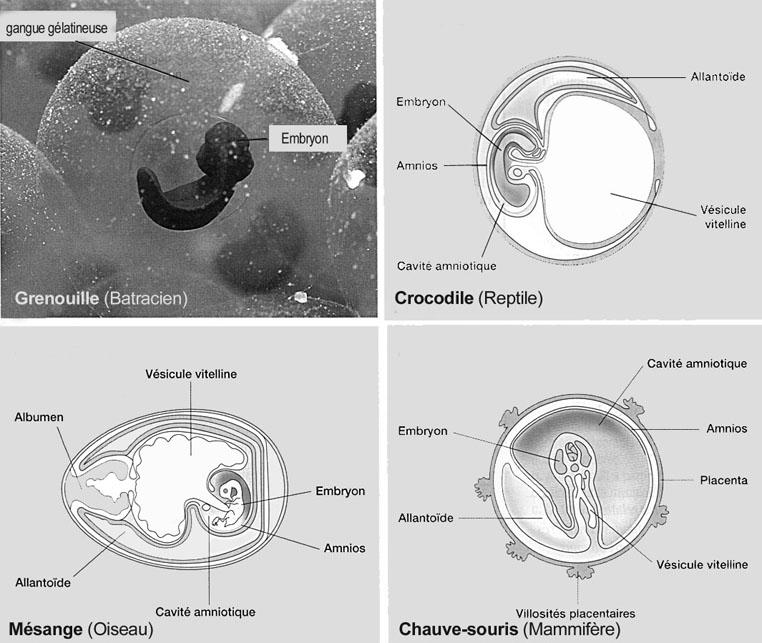 gangue gélatineuse
Embryon
Grenouille (Batracien)
Allantoïde
Embryon
Amnios
Vésicule
vitelline
Cavité amniotique
Crocodile (Reptile)
Vésicule vitelline
Albumen
Embryon
Amnios
Allantoïde
Cavité amniotique
Mésange (Oiseau)
Cavité amniotique
Embryon
Amnios
Placenta
Allantoïde
Vésicule vitelline
Villosités placentaires
Chauve-souris (Mammifère)